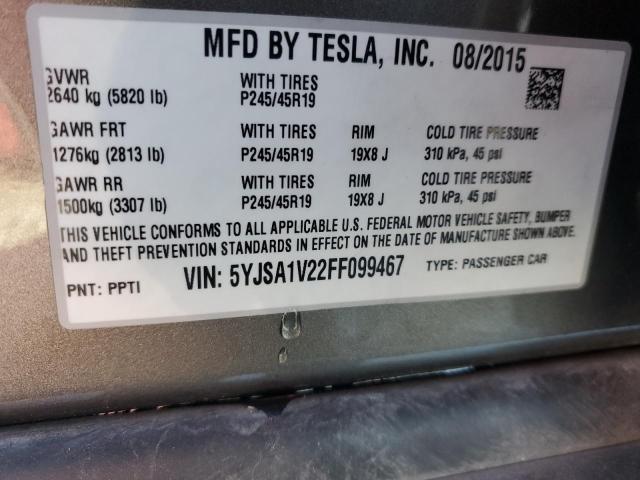 MFD BY TESLA, INC. 08/2015
GVWR WITH TIRES
2640 kg (5820 lb) P245/45R19
GAWR FRT WITH TIRES RIM COLD TIRE PRESSURE
1276kg (2813 lb) P245/45R19 19X8 J 310 kPa, 45 psi
GAWR RR WITH TIRES RIM COLD TIRE PRESSURE
1500kg (3307 lb) P245/45R19 19X8 J 310 kPa, 45 psi
THIS VEHICLE CONFORMS TO ALL APPLICABLE U.S. FEDERAL MOTOR VEHICLE SAFETY, BUMPER
AND THEFT PREVENTION STANDARDS IN EFFECT ON THE DATE OF MANUFACTURE SHOWN ABOVE.
PNT: PPTI VIN: 5YJSA1V22FF099467 TYPE: PASSENGER CAR